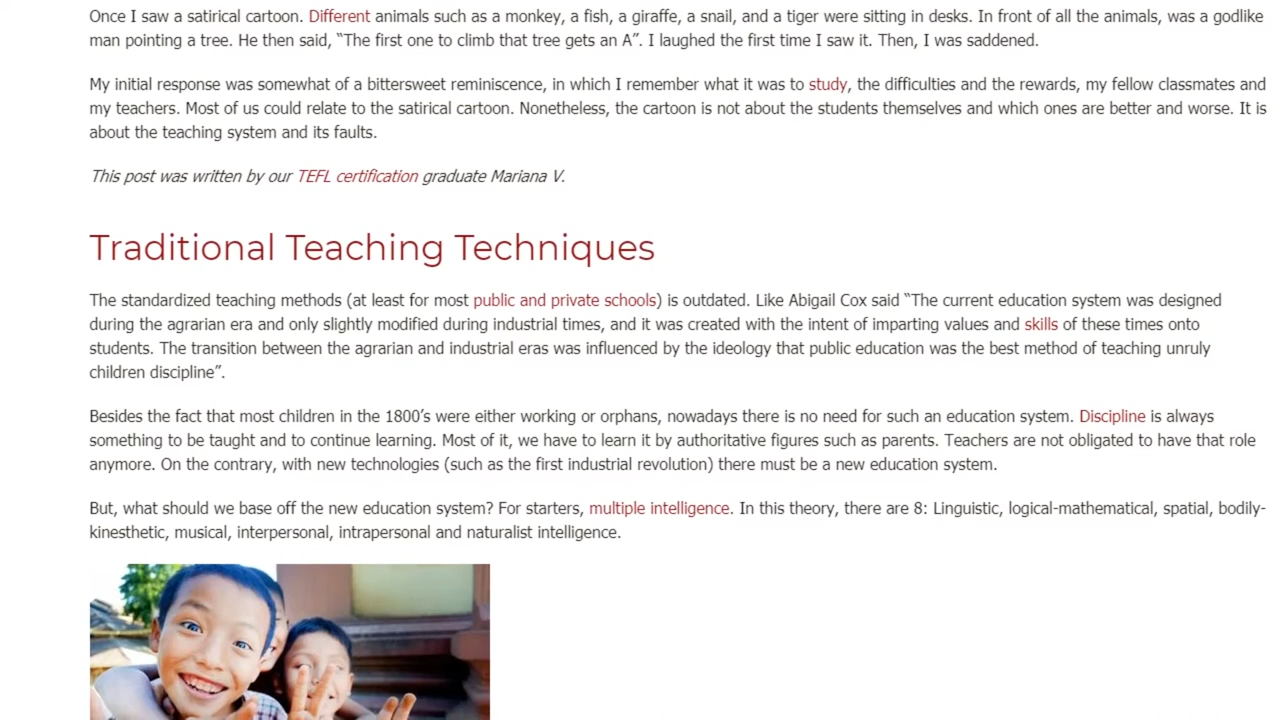 Once I saw a satirical cartoon. Different animals such as a monkey, a fish, a giraffe, a snail, and a tiger were sitting in desks. In front of all the animals, was a godlike
man pointing a tree. He then said, “The first one to climb that tree gets an A”. I laughed the first time I saw it. Then, I was saddened.
My initial response was somewhat of a bittersweet reminiscence, in which I remember what it was to study, the difficulties and the rewards, my fellow classmates and
my teachers. Most of us could relate to the satirical cartoon. Nonetheless, the cartoon is not about the students themselves and which ones are better and worse. It is
about the teaching system and its faults.
This post was written by our TEFL certification graduate Mariana V.
Traditional Teaching Techniques
The standardized teaching methods (at least for most public and private schools) is outdated. Like Abigail Cox said “The current education system was designed
during the agrarian era and only slightly modified during industrial times, and it was created with the intent of imparting values and skills of these times onto
students. The transition between the agrarian and industrial eras was influenced by the ideology that public education was the best method of teaching unruly
children discipline”.
Besides the fact that most children in the 1800’s were either working or orphans, nowadays there is no need for such an education system. Discipline is always
something to be taught and to continue learning. Most of it, we have to learn it by authoritative figures such as parents. Teachers are not obligated to have that role
anymore. On the contrary, with new technologies (such as the first industrial revolution) there must be a new education system.
But, what should we base off the new education system? For starters, multiple intelligence. In this theory, there are 8: Linguistic, logical-mathematical, spatial, bodily-
kinesthetic, musical, interpersonal, intrapersonal and naturalist intelligence.